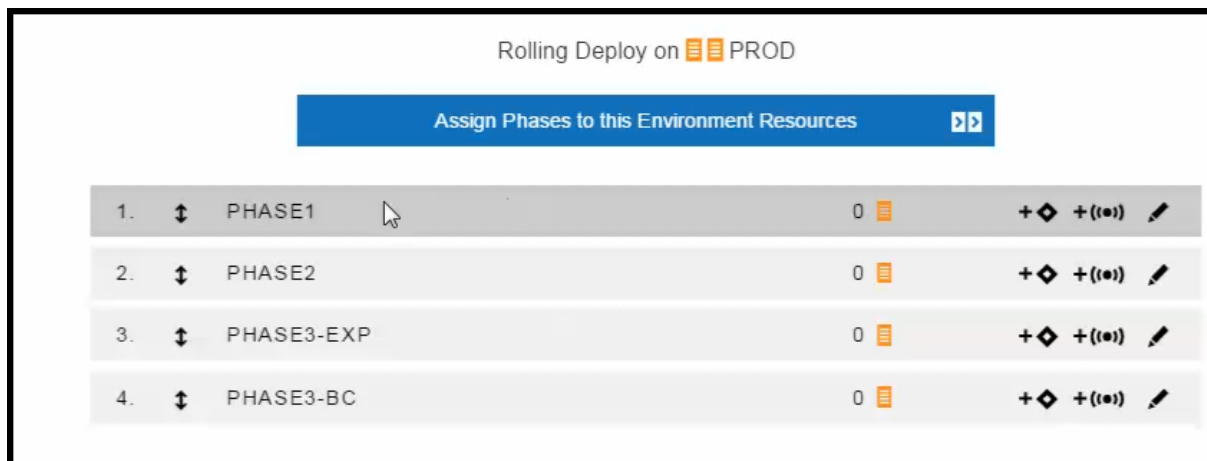 Rolling Deploy on PROD
Assign Phases to this Environment Resources
1. PHASE1 0
2. PHASE2 0
3. PHASE3-EXP 0
4. PHASE3-BC 0